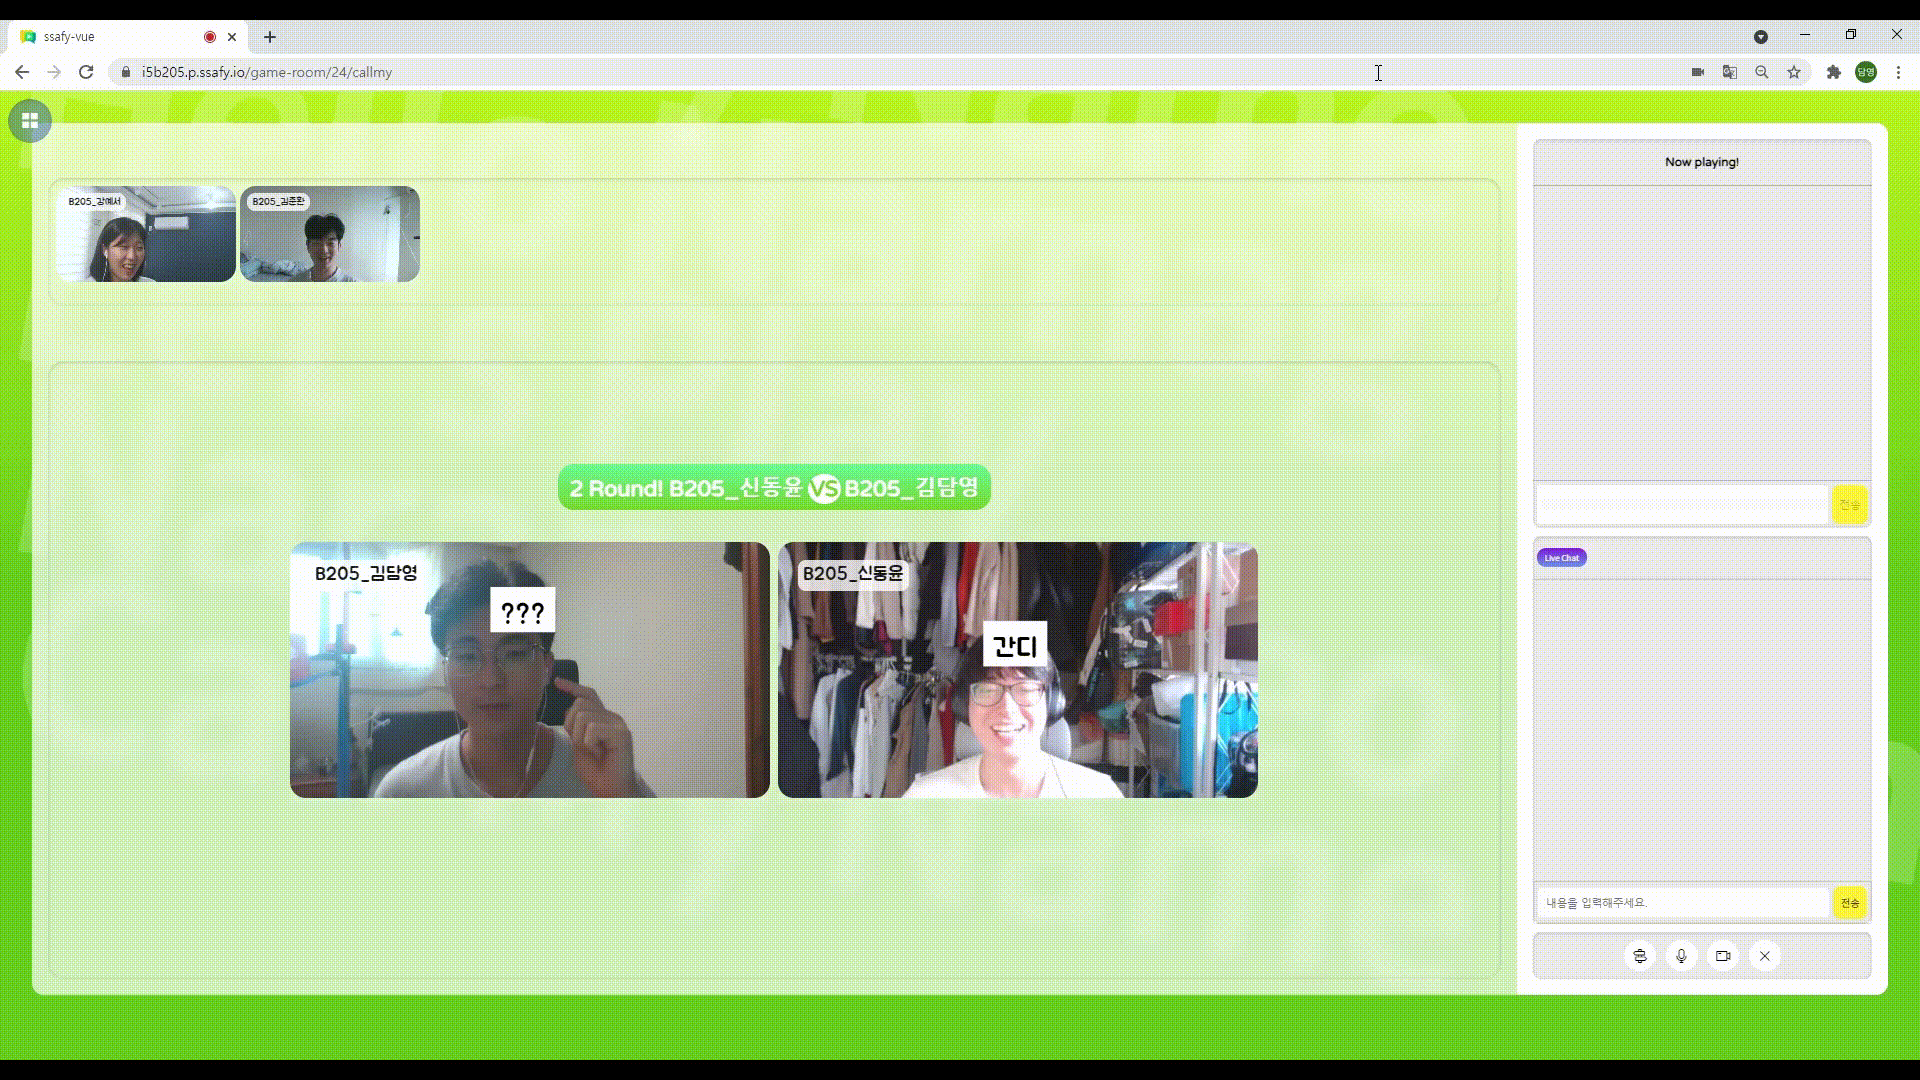 ssafy-vue
i5b205.p.ssafy.io/game-room/24/callmy
담영
B205_강예서
B205_김준환
2 Round! B205_신동윤 VS B205_김담영
B205_김담영
???
B205_신동윤
간디
Now playing!
전송
Live Chat
내용을 입력해주세요.
전송